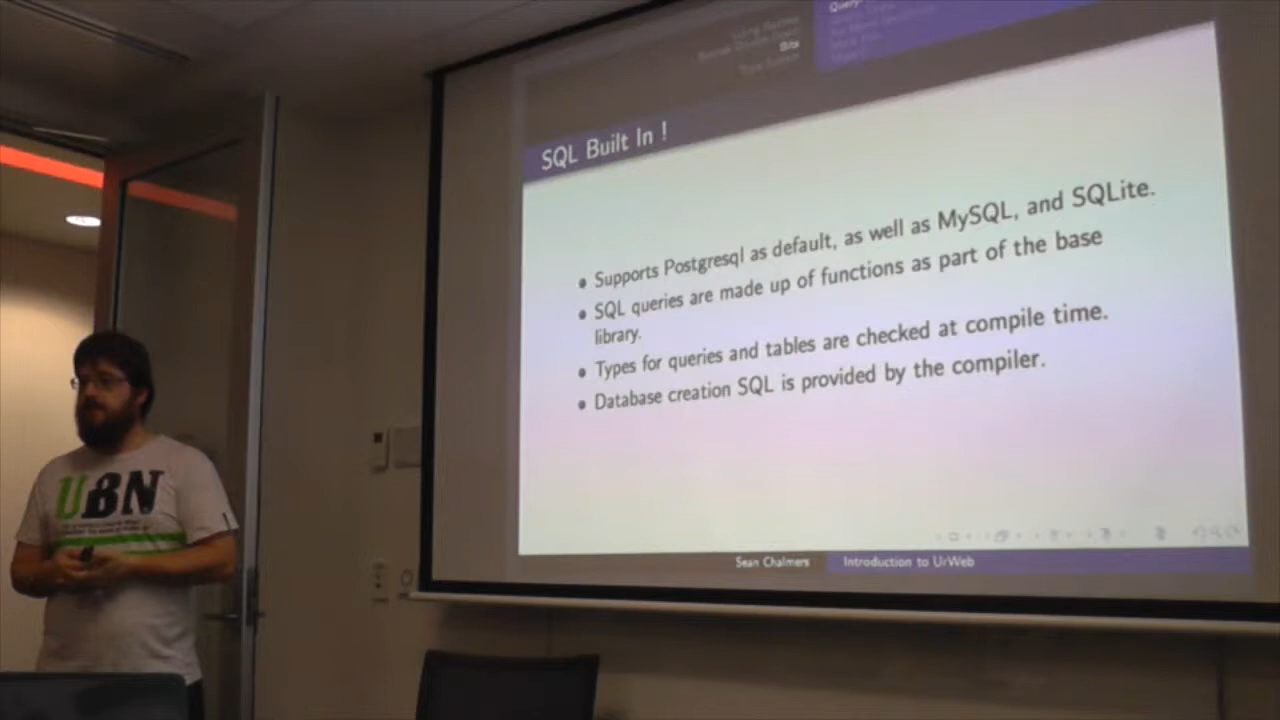 Bits
SQL Built In !
Supports Postgresql as default, as well as MySQL, and SQLite.
SQL queries are made up of functions as part of the base
library.
Types for queries and tables are checked at compile time.
Database creation SQL is provided by the compiler.
Sean Chalmers
Introduction to UrWeb
UBN